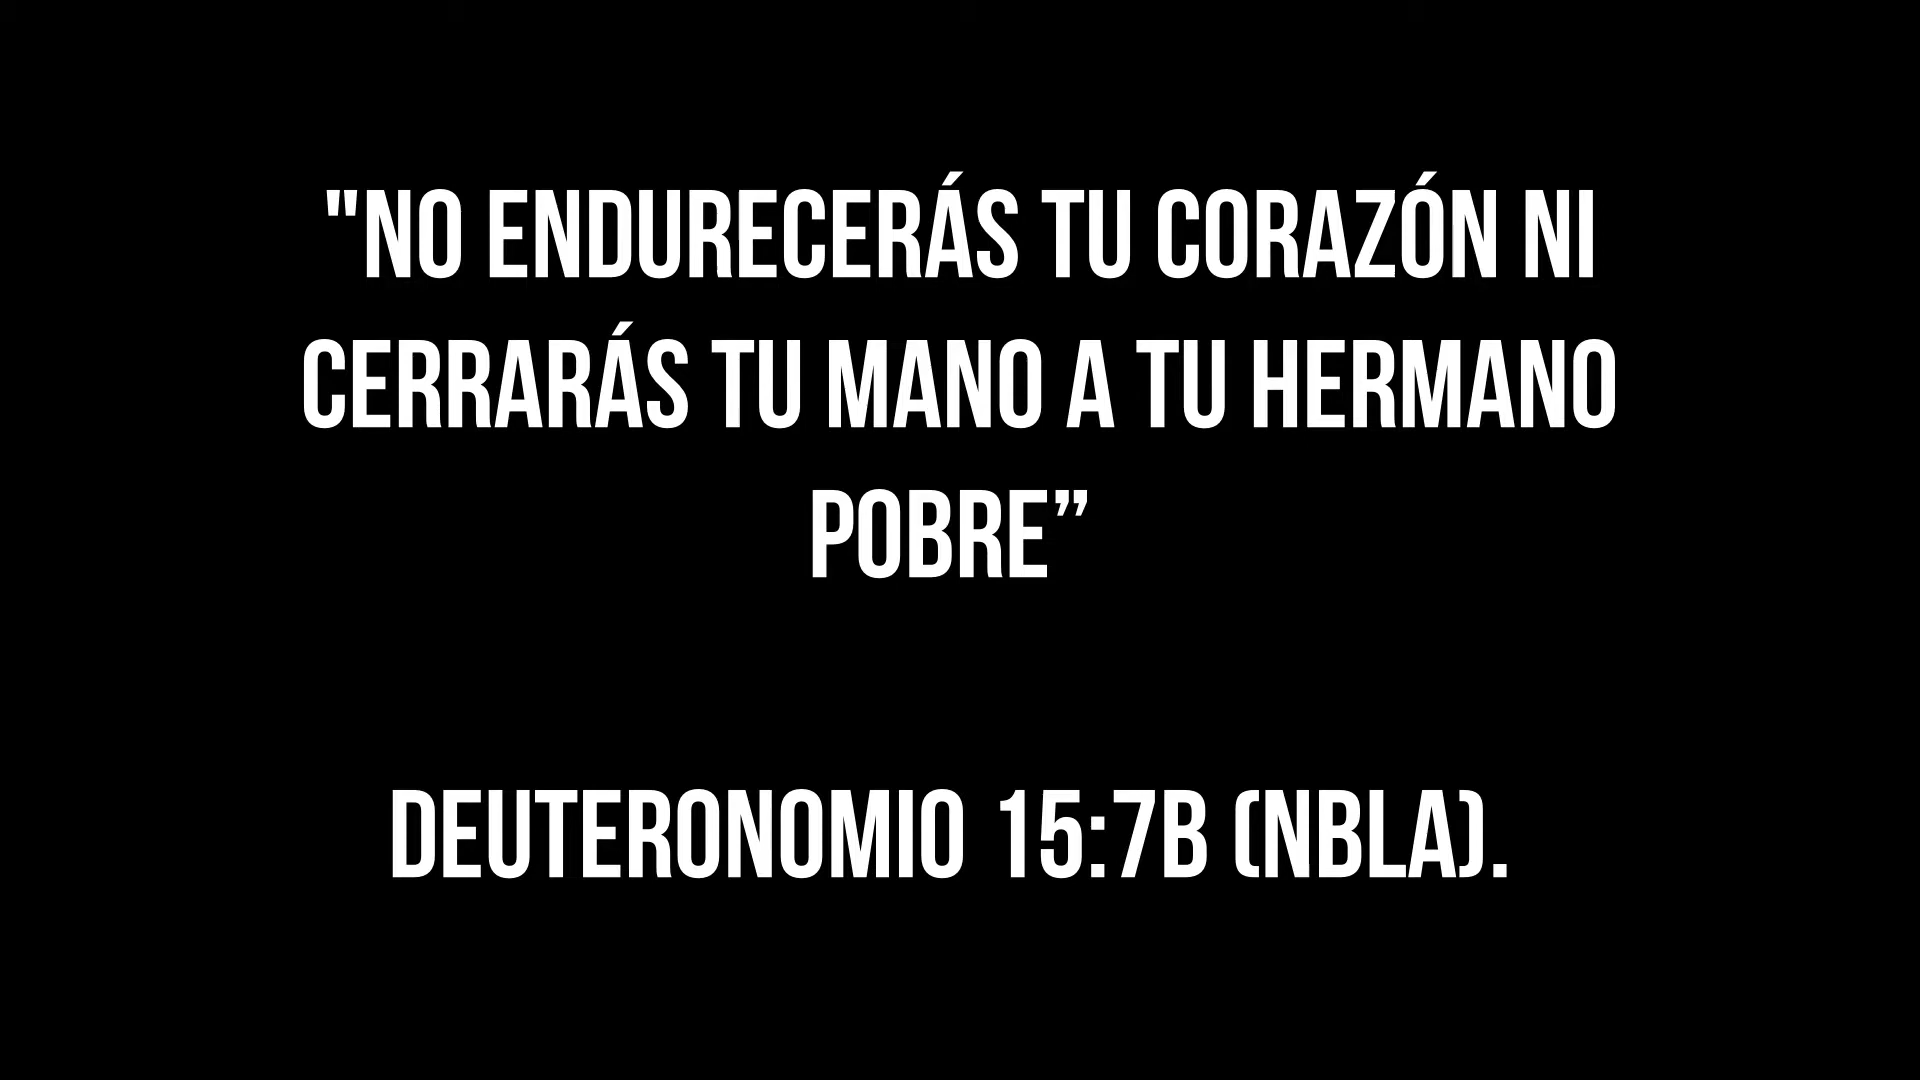 "NO ENDURECERÁS TU CORAZÓN NI
CERRARÁS TU MANO A TU HERMANO
POBRE”
DEUTERONOMIO 15:7B (NBLA).